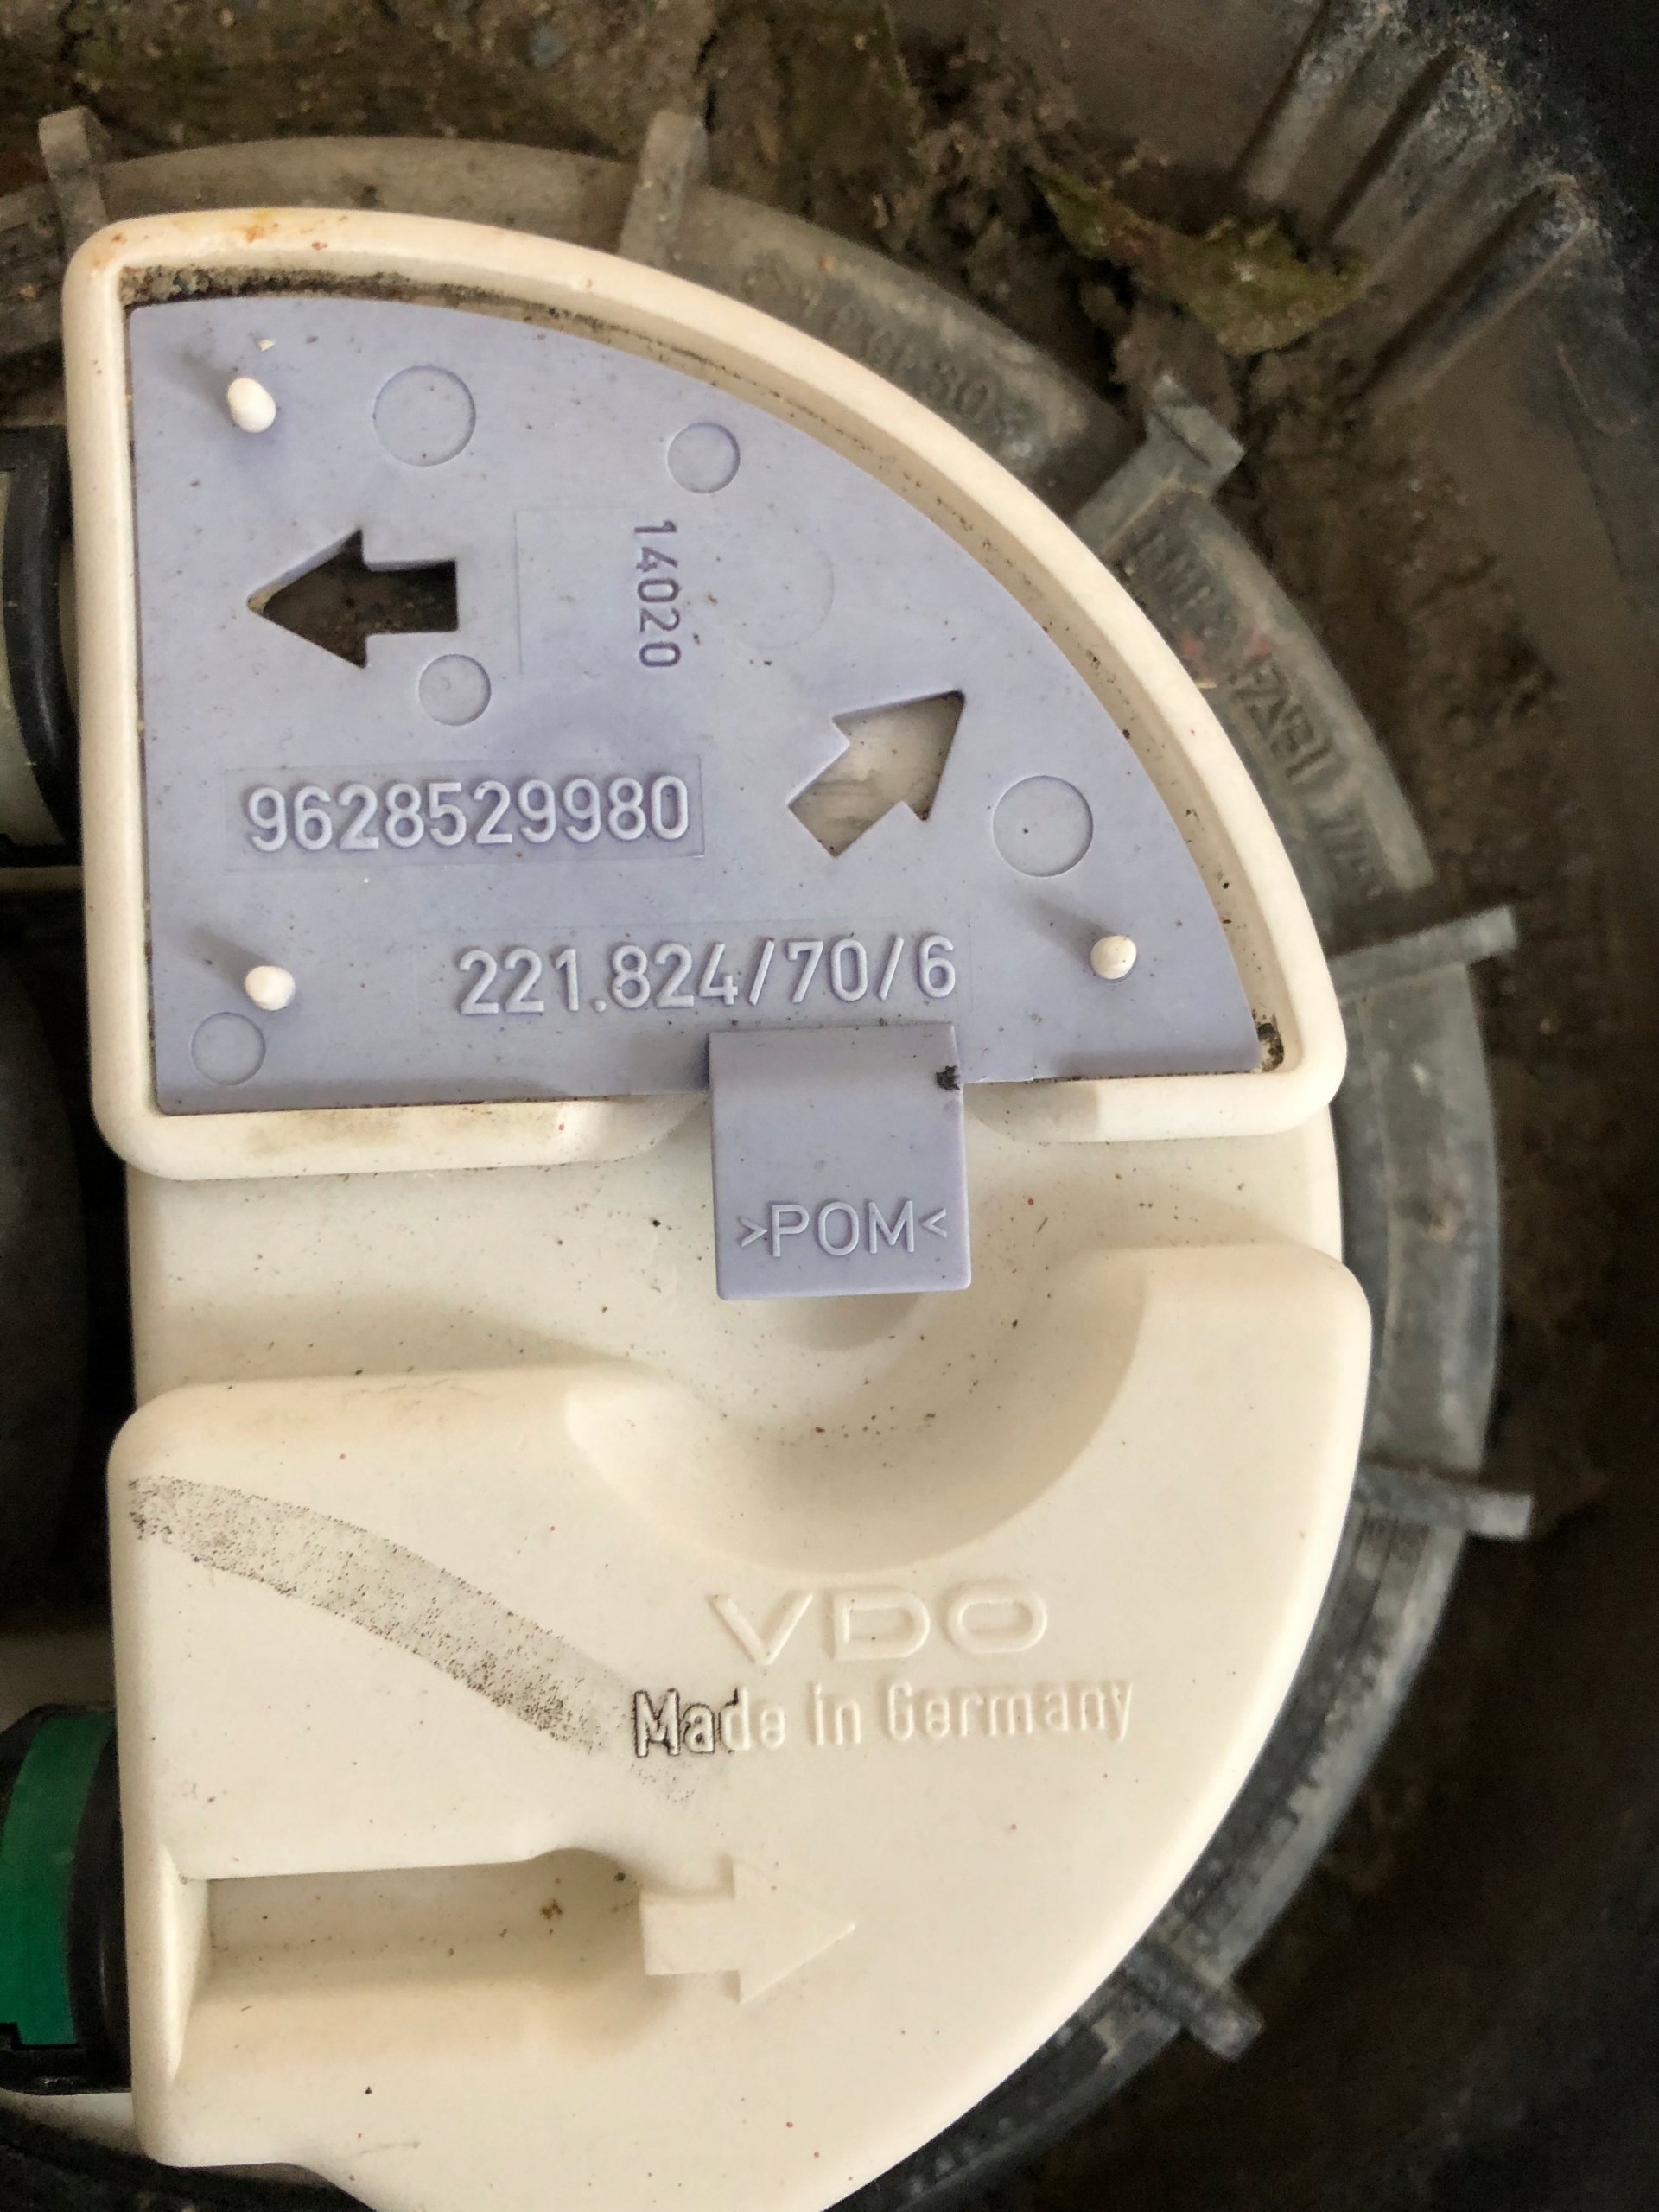 14020
9628529980
221.824/70/6
>POM<
VDO
Made in Germany